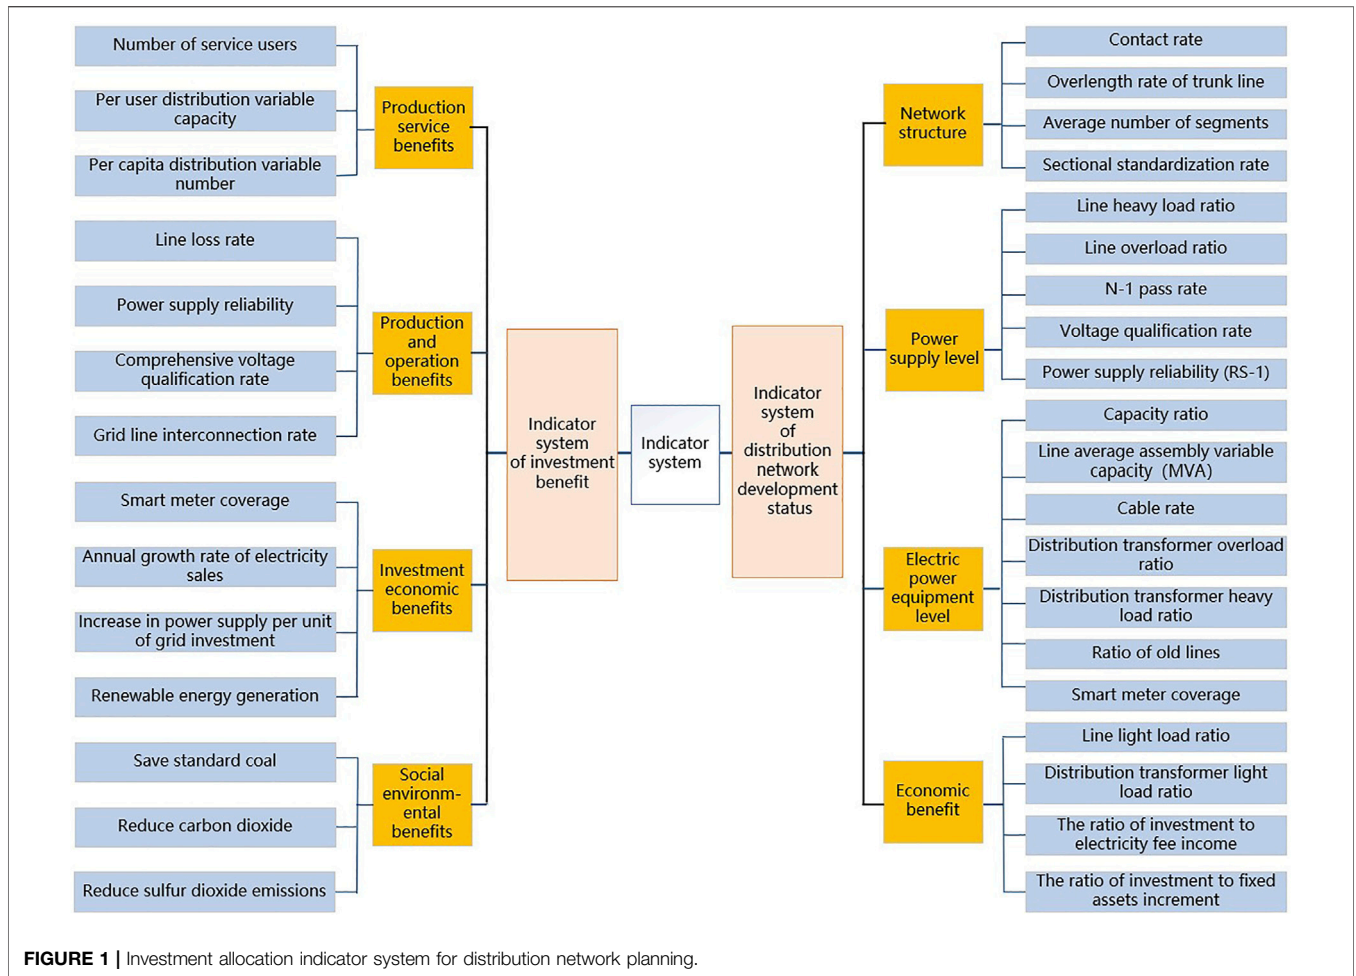 Number of service users
Per user distribution variable
capacity
Per capita distribution variable
number
Production
service
benefits
Line loss rate
Power supply reliability
Comprehensive voltage
qualification rate
Grid line interconnection rate
Production
and
operation
benefits
Smart meter coverage
Annual growth rate of electricity
sales
Increase in power supply per unit
of grid investment
Renewable energy generation
Investment
economic
benefits
Save standard coal
Reduce carbon dioxide
Reduce sulfur dioxide emissions
Social
environm-
ental
benefits
Indicator
system
of investment
benefit
Indicator
system
Indicator
system
of
distribution
network
development
status
Network
structure
Contact rate
Overlength rate of trunk line
Average number of segments
Sectional standardization rate
Power
supply level
Line heavy load ratio
Line overload ratio
N-1 pass rate
Voltage qualification rate
Power supply reliability (RS-1)
Electric
power
equipment
level
Capacity ratio
Line average assembly variable
capacity (MVA)
Cable rate
Distribution transformer overload
ratio
Distribution transformer heavy
load ratio
Ratio of old lines
Smart meter coverage
Economic
benefit
Line light load ratio
Distribution transformer light
load ratio
The ratio of investment to
electricity fee income
The ratio of investment to fixed
assets increment
FIGURE 1 | Investment allocation indicator system for distribution network planning.